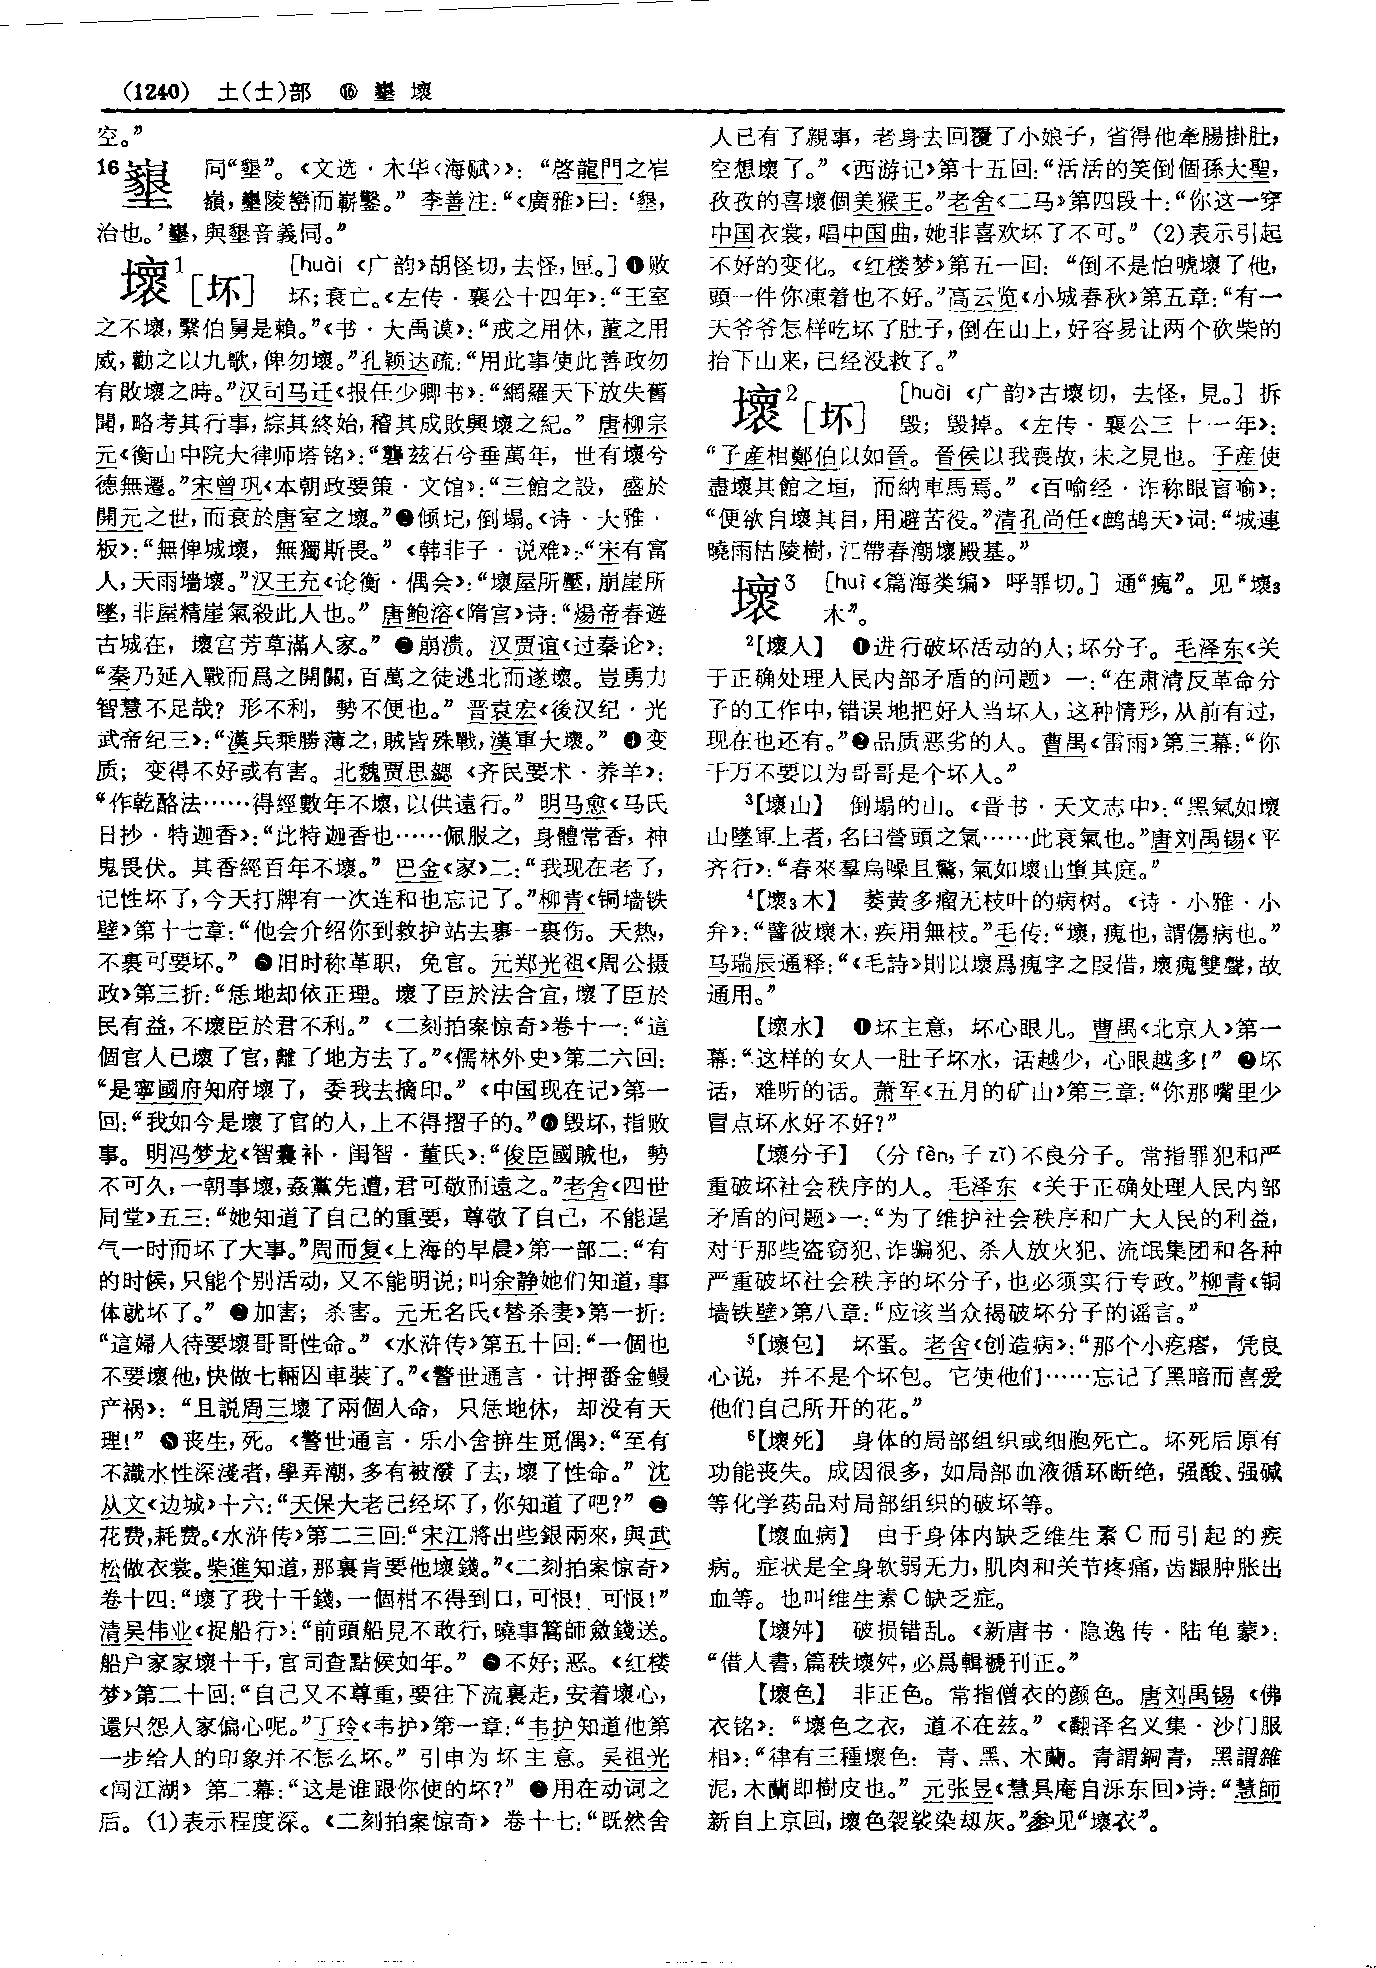 (1240) 土(士)部 ⑯ 壆 壞
空。”
16 同“墾”。《文选·木华〈海赋〉》：“啓龍門之岝
嶺，墾陵巒而嶄鑿。”李善注：“《廣雅》曰：‘墾，
治也。’墾，與墾音義同。”
壞1［坏］ [huài 《广韵》胡怪切，去怪，匣。]❶败
坏；衰亡。《左传·襄公十四年》：“王室
之不壞，繄伯舅是賴。”《书·大禹谟》：“戒之用休，董之用
威，勸之以九歌，俾勿壞。”孔颖达疏：“用此事使此善政勿
有敗壞之時。”汉司马迁《报任少卿书》：“網羅天下放失舊
聞，略考其行事，綜其終始，稽其成敗興壞之紀。”唐柳宗
元《衡山中院大律师塔铭》：“礱兹石兮垂萬年，世有壞兮
德無遷。”宋曾巩《本朝政要策·文馆》：“三館之設，盛於
開元之世，而衰於唐室之壞。”❷倾圮，倒塌。《诗·大雅·
板》：“無俾城壞，無獨斯畏。”《韩非子·说难》：“宋有富
人，天雨墙壞。”汉王充《论衡·偶会》：“壞屋所壓，崩崖所
墜，非屋精崖氣殺此人也。”唐鲍溶《隋宫》诗：“煬帝春遊
古城在，壞宫芳草滿人家。”❸崩溃。汉贾谊《过秦论》：
“秦乃延入戰而爲之開關，百萬之徒逃北而遂壞。豈勇力
智慧不足哉？形不利，勢不便也。”晋袁宏《後汉纪·光
武帝纪三》：“漢兵乘勝薄之，賊皆殊戰，漢軍大壞。”❹变
质；变得不好或有害。北魏贾思勰《齐民要术·养羊》：
“作乾酪法……得經數年不壞，以供遠行。”明马愈《马氏
日抄·特迦香》：“此特迦香也……佩服之，身體常香，神
鬼畏伏。其香經百年不壞。”巴金《家》二：“我现在老了，
记性坏了，今天打牌有一次连和也忘记了。”柳青《铜墙铁
壁》第十七章：“他会介绍你到救护站去裹一裹伤。天热，
不裹可要坏。”❺旧时称革职，免官。元郑光祖《周公摄
政》第三折：“恁地却依正理。壞了臣於法合宜，壞了臣於
民有益，不壞臣於君不利。”《二刻拍案惊奇》卷十一：“這
個官人已壞了官，離了地方去了。”《儒林外史》第二六回：
“是寧國府知府壞了，委我去摘印。”《中国现在记》第一
回：“我如今是壞了官的人，上不得摺子的。”❻毁坏，指败
事。明冯梦龙《智囊补·闺智·董氏》：“俊臣國賊也，勢
不可久，一朝事壞，姦黨先遭，君可敬而遠之。”老舍《四世
同堂》五三：“她知道了自己的重要，尊敬了自己，不能逞
气一时而坏了大事。”周而复《上海的早晨》第一部二：“有
的时候，只能个别活动，又不能明说；叫余静她们知道，事
体就坏了。”❼加害；杀害。元无名氏《替杀妻》第一折：
“這婦人待要壞哥哥性命。”《水浒传》第五十回：“一個也
不要壞他，快做七輛囚車裝了。”《警世通言·计押番金鳗
产祸》：“且説周三壞了兩個人命，只恁地休，却没有天
理！”❽丧生，死。《警世通言·乐小舍拚生觅偶》：“至有
不識水性深淺者，學弄潮，多有被潑了去，壞了性命。”沈
从文《边城》十六：“天保大老已经坏了，你知道了吧？”❾
花费，耗费。《水浒传》第二三回：“宋江將出些銀兩來，與武
松做衣裳。柴進知道，那裏肯要他壞錢。”《二刻拍案惊奇》
卷十四：“壞了我十千錢，一個柑不得到口，可恨！可恨！”
清吴伟业《捉船行》：“前頭船見不敢行，曉事篙師斂錢送。
船户家家壞十千，官司查點候如年。”❿不好；恶。《红楼
梦》第二十回：“自己又不尊重，要往下流裏走，安着壞心，
還只怨人家偏心呢。”丁玲《韦护》第一章：“韦护知道他第
一步给人的印象并不怎么坏。”引申为坏主意。吴祖光
《闯江湖》第二幕：“这是谁跟你使的坏？”⓫用在动词之
后。(1)表示程度深。《二刻拍案惊奇》卷十七：“既然舍
人已有了親事，老身去回覆了小娘子，省得他牽腸掛肚，
空想壞了。”《西游记》第十五回：“活活的笑倒個孫大聖，
孜孜的喜壞個美猴王。”老舍《二马》第四段十：“你这一穿
中国衣裳，唱中国曲，她非喜欢坏了不可。”(2)表示引起
不好的变化。《红楼梦》第五一回：“倒不是怕唬壞了他，
頭一件你凍着也不好。”高云览《小城春秋》第五章：“有一
天爷爷怎样吃坏了肚子，倒在山上，好容易让两个砍柴的
抬下山来，已经没救了。”
壞2［坏］ [huài 《广韵》古壞切，去怪，見。]拆
毁；毁掉。《左传·襄公三十一年》：
“子産相鄭伯以如晉。晉侯以我喪故，未之見也。子産使
盡壞其館之垣，而納車馬焉。”《百喻经·诈称眼盲喻》：
“便欲自壞其目，用避苦役。”清孔尚任《鹧鸪天》词：“城連
曉雨枯陵樹，江帶春潮壞殿基。”
壞3 [huì《篇海类编》呼罪切。]通“瘣”。见“壞3
木”。
2【壞人】 ❶进行破坏活动的人；坏分子。毛泽东《关
于正确处理人民内部矛盾的问题》一：“在肃清反革命分
子的工作中，错误地把好人当坏人，这种情形，从前有过，
现在也还有。”❷品质恶劣的人。曹禺《雷雨》第三幕：“你
千万不要以为哥哥是个坏人。”
3【壞山】 倒塌的山。《晋书·天文志中》：“黑氣如壞
山墜軍上者，名曰營頭之氣……此衰氣也。”唐刘禹锡《平
齐行》：“春來羣烏噪且驚，氣如壞山墮其庭。”
4【壞3木】 萎黄多瘤无枝叶的病树。《诗·小雅·小
弁》：“譬彼壞木，疾用無枝。”毛传：“壞，瘣也，謂傷病也。”
马瑞辰通释：“《毛詩》則以壞爲瘣字之叚借，壞瘣雙聲，故
通用。”
【壞水】 ❶坏主意，坏心眼儿。曹禺《北京人》第一
幕：“这样的女人一肚子坏水，话越少，心眼越多！”❷坏
话，难听的话。萧军《五月的矿山》第三章：“你那嘴里少
冒点坏水好不好？”
【壞分子】 (分 fèn，子 zǐ)不良分子。常指罪犯和严
重破坏社会秩序的人。毛泽东《关于正确处理人民内部
矛盾的问题》一：“为了维护社会秩序和广大人民的利益，
对于那些盗窃犯、诈骗犯、杀人放火犯、流氓集团和各种
严重破坏社会秩序的坏分子，也必须实行专政。”柳青《铜
墙铁壁》第八章：“应该当众揭破坏分子的谣言。”
5【壞包】 坏蛋。老舍《创造病》：“那个小疙瘩，凭良
心说，并不是个坏包。它使他们……忘记了黑暗而喜爱
他们自己所开的花。”
6【壞死】 身体的局部组织或细胞死亡。坏死后原有
功能丧失。成因很多，如局部血液循环断绝，强酸、强碱
等化学药品对局部组织的破坏等。
【壞血病】 由于身体内缺乏维生素C而引起的疾
病。症状是全身软弱无力，肌肉和关节疼痛，齿龈肿胀出
血等。也叫维生素C缺乏症。
【壞舛】 破损错乱。《新唐书·隐逸传·陆龟蒙》：
“借人書，篇秩壞舛，必爲輯褫刊正。”
【壞色】 非正色。常指僧衣的颜色。唐刘禹锡《佛
衣铭》：“壞色之衣，道不在兹。”《翻译名义集·沙门服
相》：“律有三種壞色：青、黑、木蘭。青謂銅青，黑謂雜
泥，木蘭即樹皮也。”元张昱《慧具庵自泺东回》诗：“慧師
新自上京回，壞色袈裟染刼灰。”参见“壞衣”。